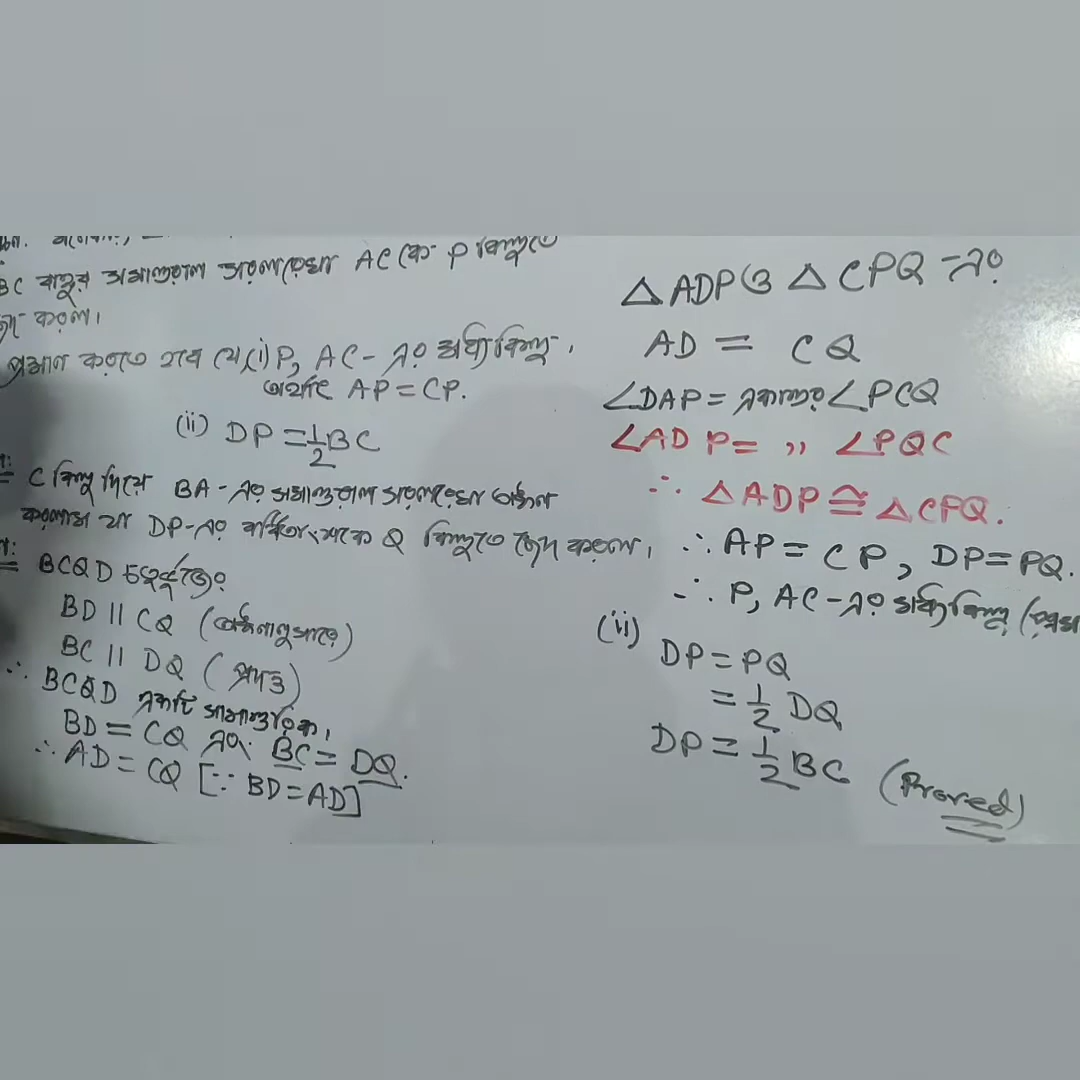 BC বাহুর সমান্তরাল সরলরেখা AC কে P বিন্দুতে
করলো।
প্রমান করতে হবে যে (i) P, AC - এর মধ্যবিন্দু,
অর্থাৎ AP = CP.
(ii) DP = 1/2 BC
C বিন্দু দিয়ে BA - এর সমান্তরাল সরলরেখা অঙ্কন
করলাম যা DP - এর বর্ধিতাংশকে Q বিন্দুতে ছেদ করলো।
BCQD চতুর্ভুজের
BD || CQ (অঙ্কনানুসারে)
BC || DQ (প্রদত্ত)
∴ BCQD একটি সামান্তরিক,
BD = CQ এবং BC = DQ.
∴ AD = CQ [∵ BD = AD]
△ ADP ও △ CPQ - এর
AD = CQ
∠DAP = একান্তর ∠PCQ
∠ADP = ,, ∠PQC
∴ △ ADP ≅ △ CPQ.
∴ AP = CP, DP = PQ.
∴ P, AC - এর মধ্যবিন্দু,
(ii) DP = PQ
= 1/2 DQ
DP = 1/2 BC (Proved)